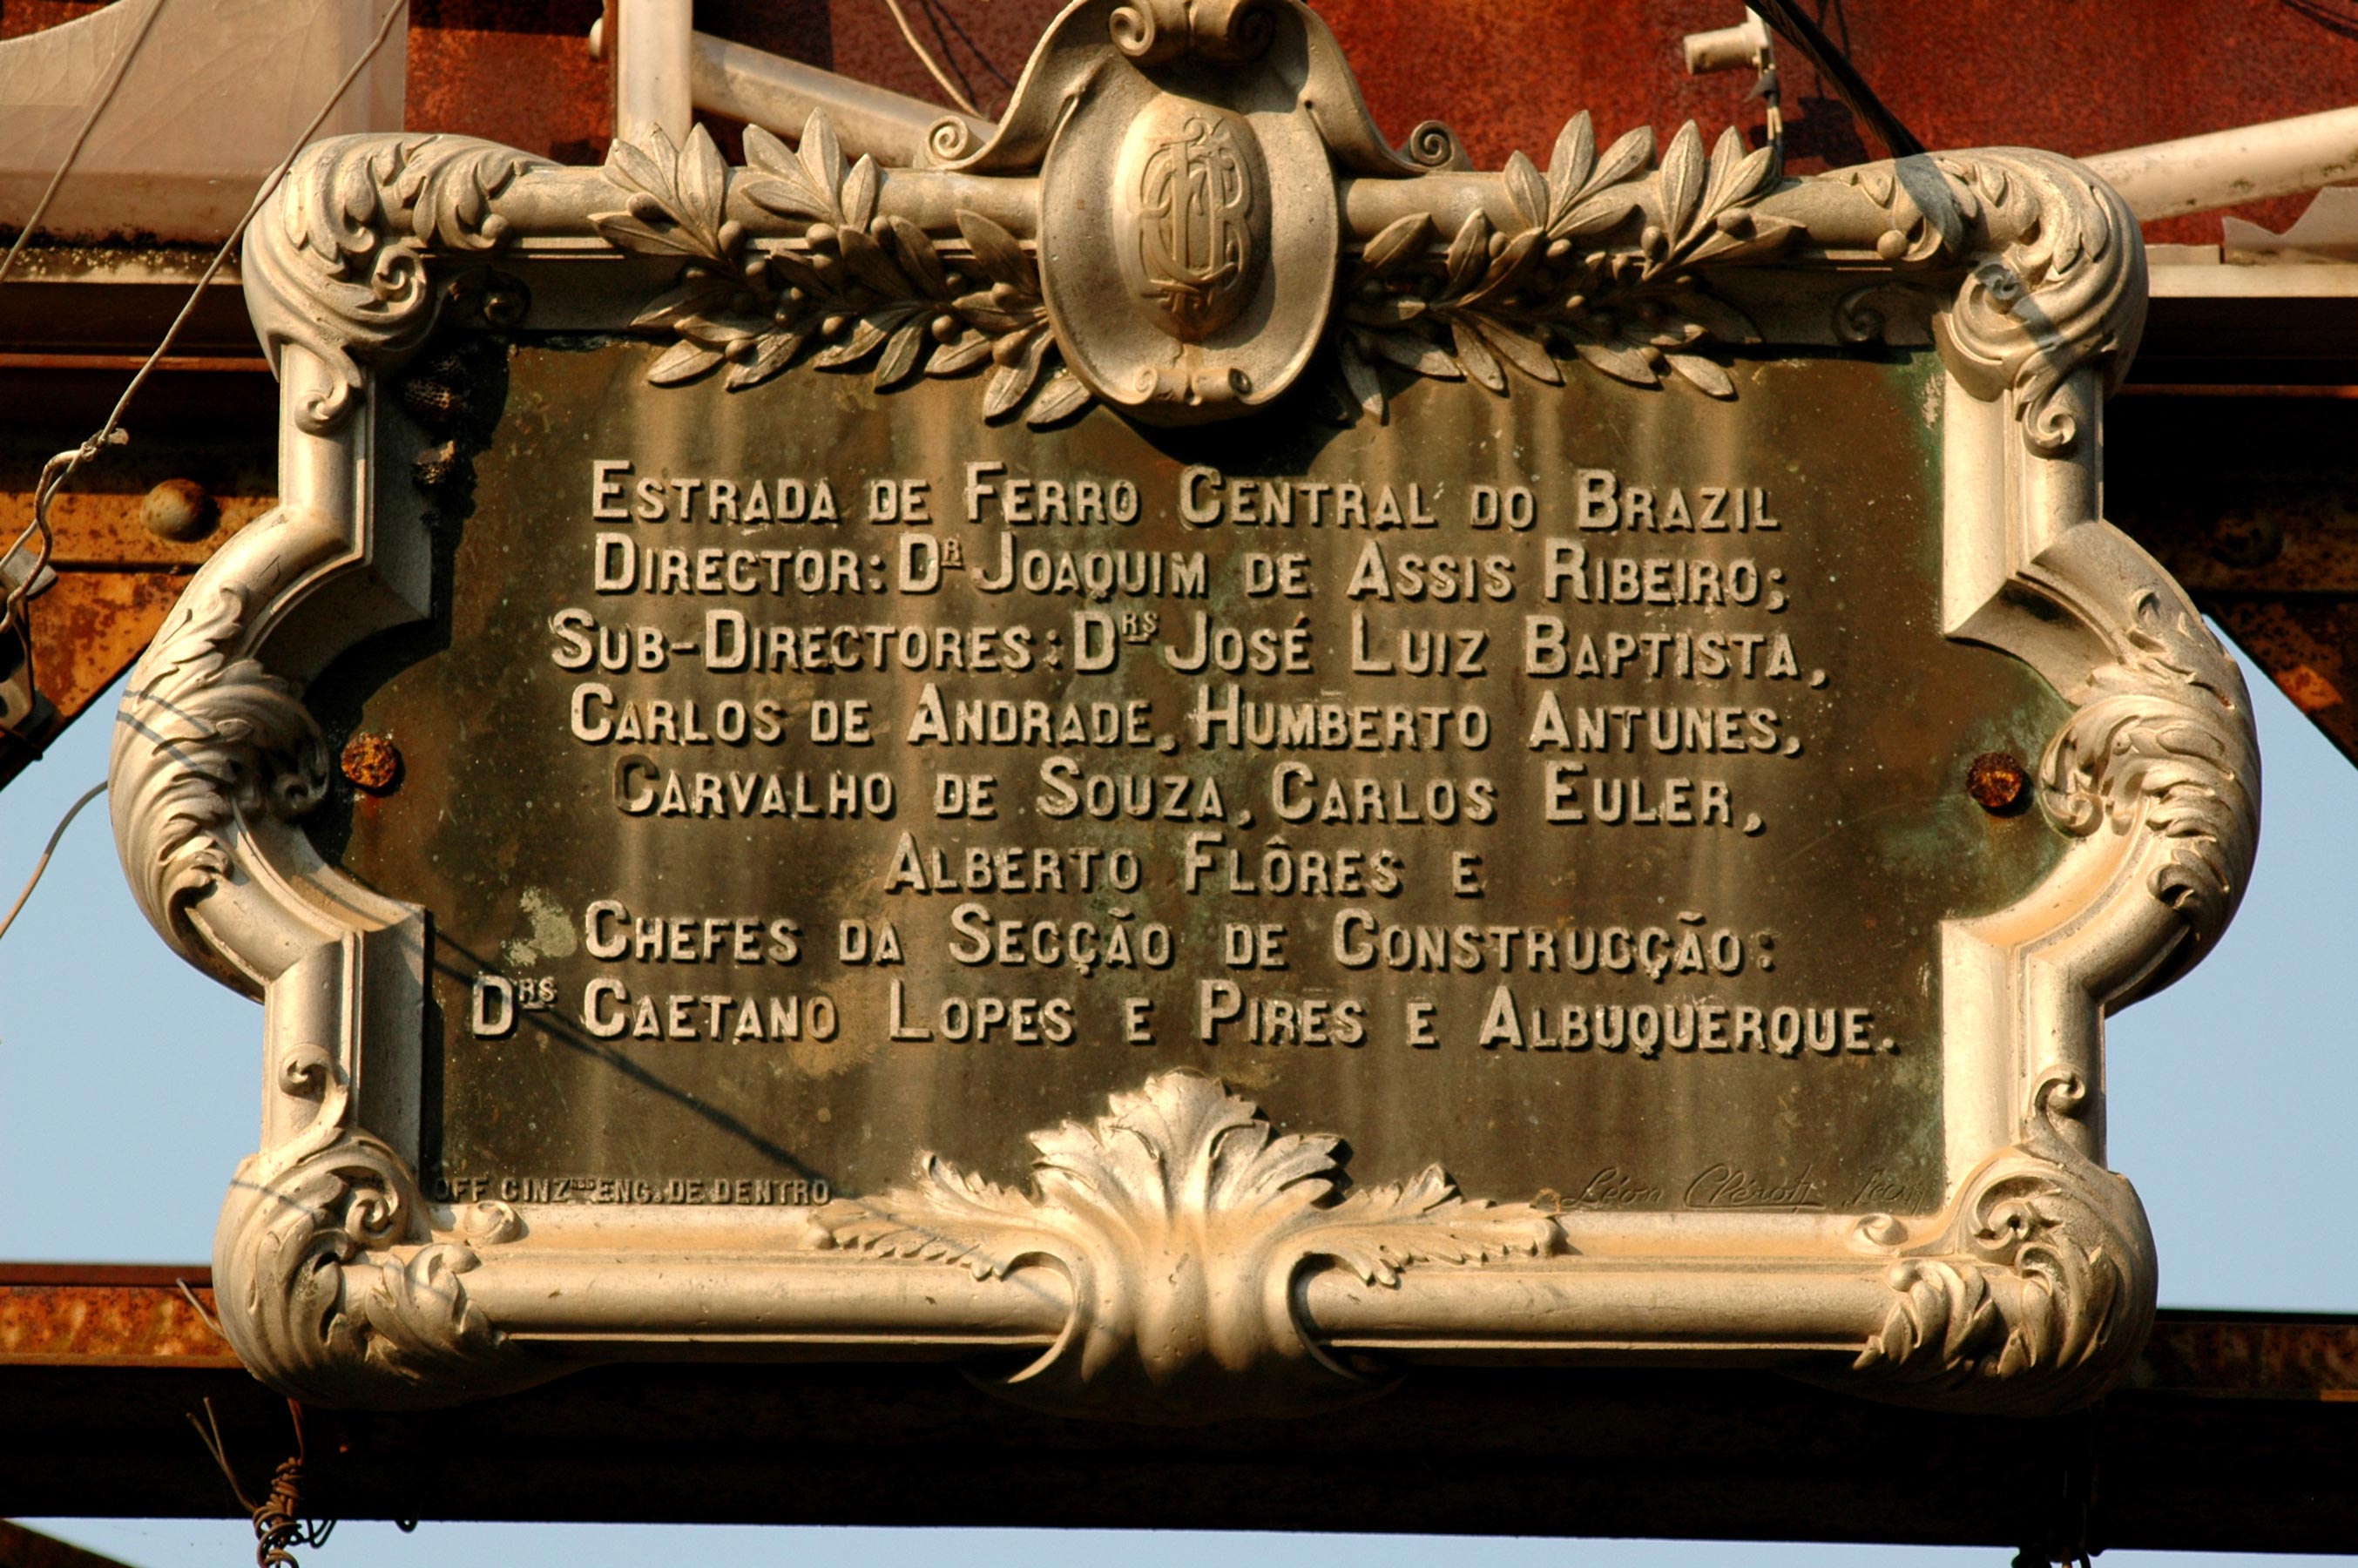 ESTRADA DE FERRO CENTRAL DO BRAZIL
DIRECTOR: DR JOAQUIM DE ASSIS RIBEIRO;
SUB-DIRECTORES: DRS JOSÉ LUIZ BAPTISTA,
CARLOS DE ANDRADE, HUMBERTO ANTUNES,
CARVALHO DE SOUZA, CARLOS EULER,
ALBERTO FLÔRES E
CHEFES DA SECÇÃO DE CONSTRUCÇÃO:
DRS CAETANO LOPES E PIRES E ALBUQUERQUE.
OFF ENG. DE DENTRO
Léon